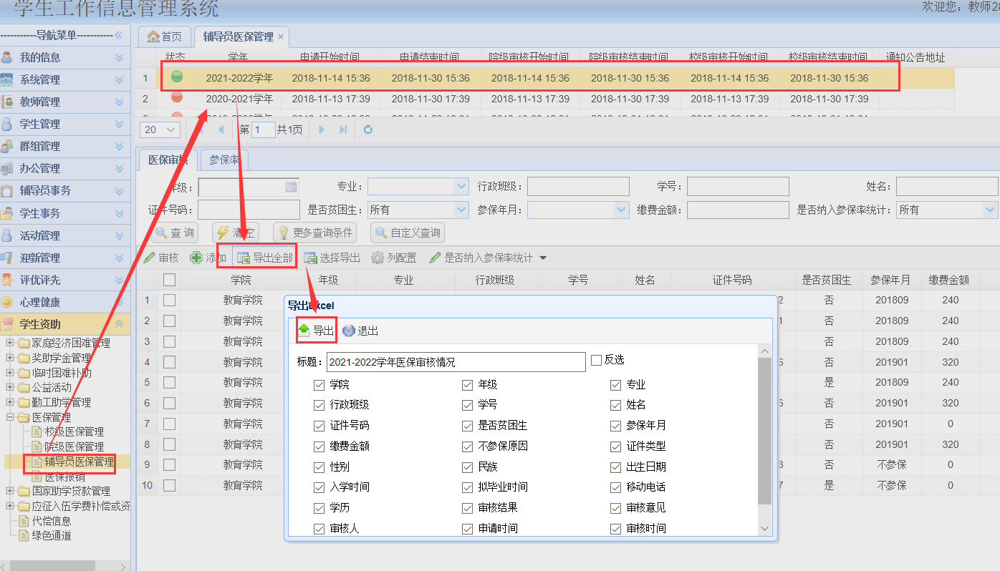 学生工作信息管理系统
欢迎您: 教师28
-----------导航菜单-----------
我的信息
系统管理
教师管理
学生管理
群组管理
办公管理
辅导员事务
学生事务
活动管理
迎新管理
评优评先
心理健康
学生资助
家庭经济困难管理
奖助学金管理
临时困难补助
公益活动
勤工助学管理
医保管理
校级医保管理
院级医保管理
辅导员医保管理
医保报销
国家助学贷款管理
应征入伍学费补偿或资
代偿信息
绿色通道
首页 辅导员医保管理 ×
状态 学年 申请开始时间 申请结束时间 院级审核开始时间 院级审核结束时间 校级审核开始时间 校级审核结束时间 通知公告地址
1 2021-2022学年 2018-11-14 15:36 2018-11-30 15:36 2018-11-14 15:36 2018-11-30 15:36 2018-11-14 15:36 2018-11-30 15:36
2 2020-2021学年 2018-11-13 17:39 2018-11-30 17:39 2018-11-13 17:39 2018-11-30 17:39 2018-11-13 17:39 2018-11-30 17:39
20 第 1 共1页
医保审核 参保率
年级: 专业: 行政班级: 学号: 姓名:
证件号码: 是否贫困生: 所有 参保年月: 缴费金额: 是否纳入参保率统计: 所有
查 询 清空 更多查询条件 自定义查询
审核 添加 导出全部 选择导出 列配置 是否纳入参保率统计
学院 年级 专业 行政班级 学号 姓名 证件号码 是否贫困生 参保年月 缴费金额
1 教育学院 2 否 201809 240
2 教育学院 1 否 201809 240
3 教育学院 否 201809 240
4 教育学院 6 否 201901 320
5 教育学院 是 201809 240
6 教育学院 6 否 201901 320
7 教育学院 否 201901 0
8 教育学院 否 201901 320
9 教育学院 8 否 不参保 0
10 教育学院 7 是 不参保 0
导出Excel
导出 退出
标题: 2021-2022学年医保审核情况 反选
学院 年级 专业
行政班级 学号 姓名
证件号码 是否贫困生 参保年月
缴费金额 不参保原因 证件类型
性别 民族 出生日期
入学时间 拟毕业时间 移动电话
学历 审核结果 审核意见
审核人 申请时间 审核时间